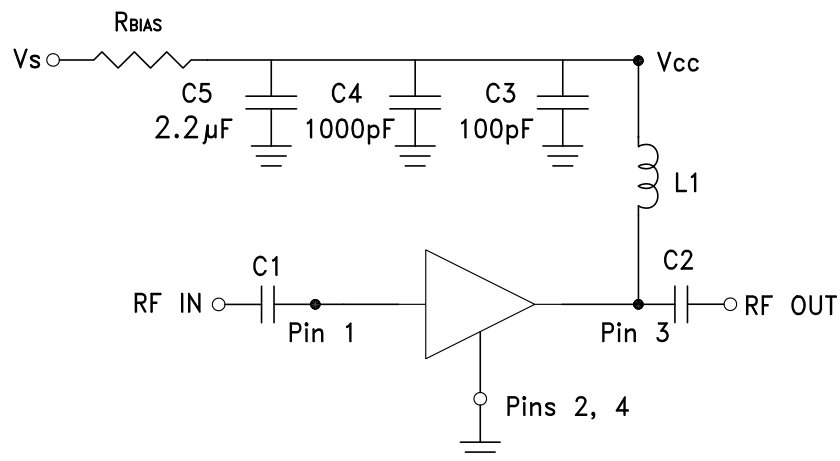 RBIAS
Vs
Vcc
C5
2.2µF
C4
1000pF
C3
100pF
L1
C1
C2
RF IN
RF OUT
Pin 1
Pin 3
Pins 2, 4